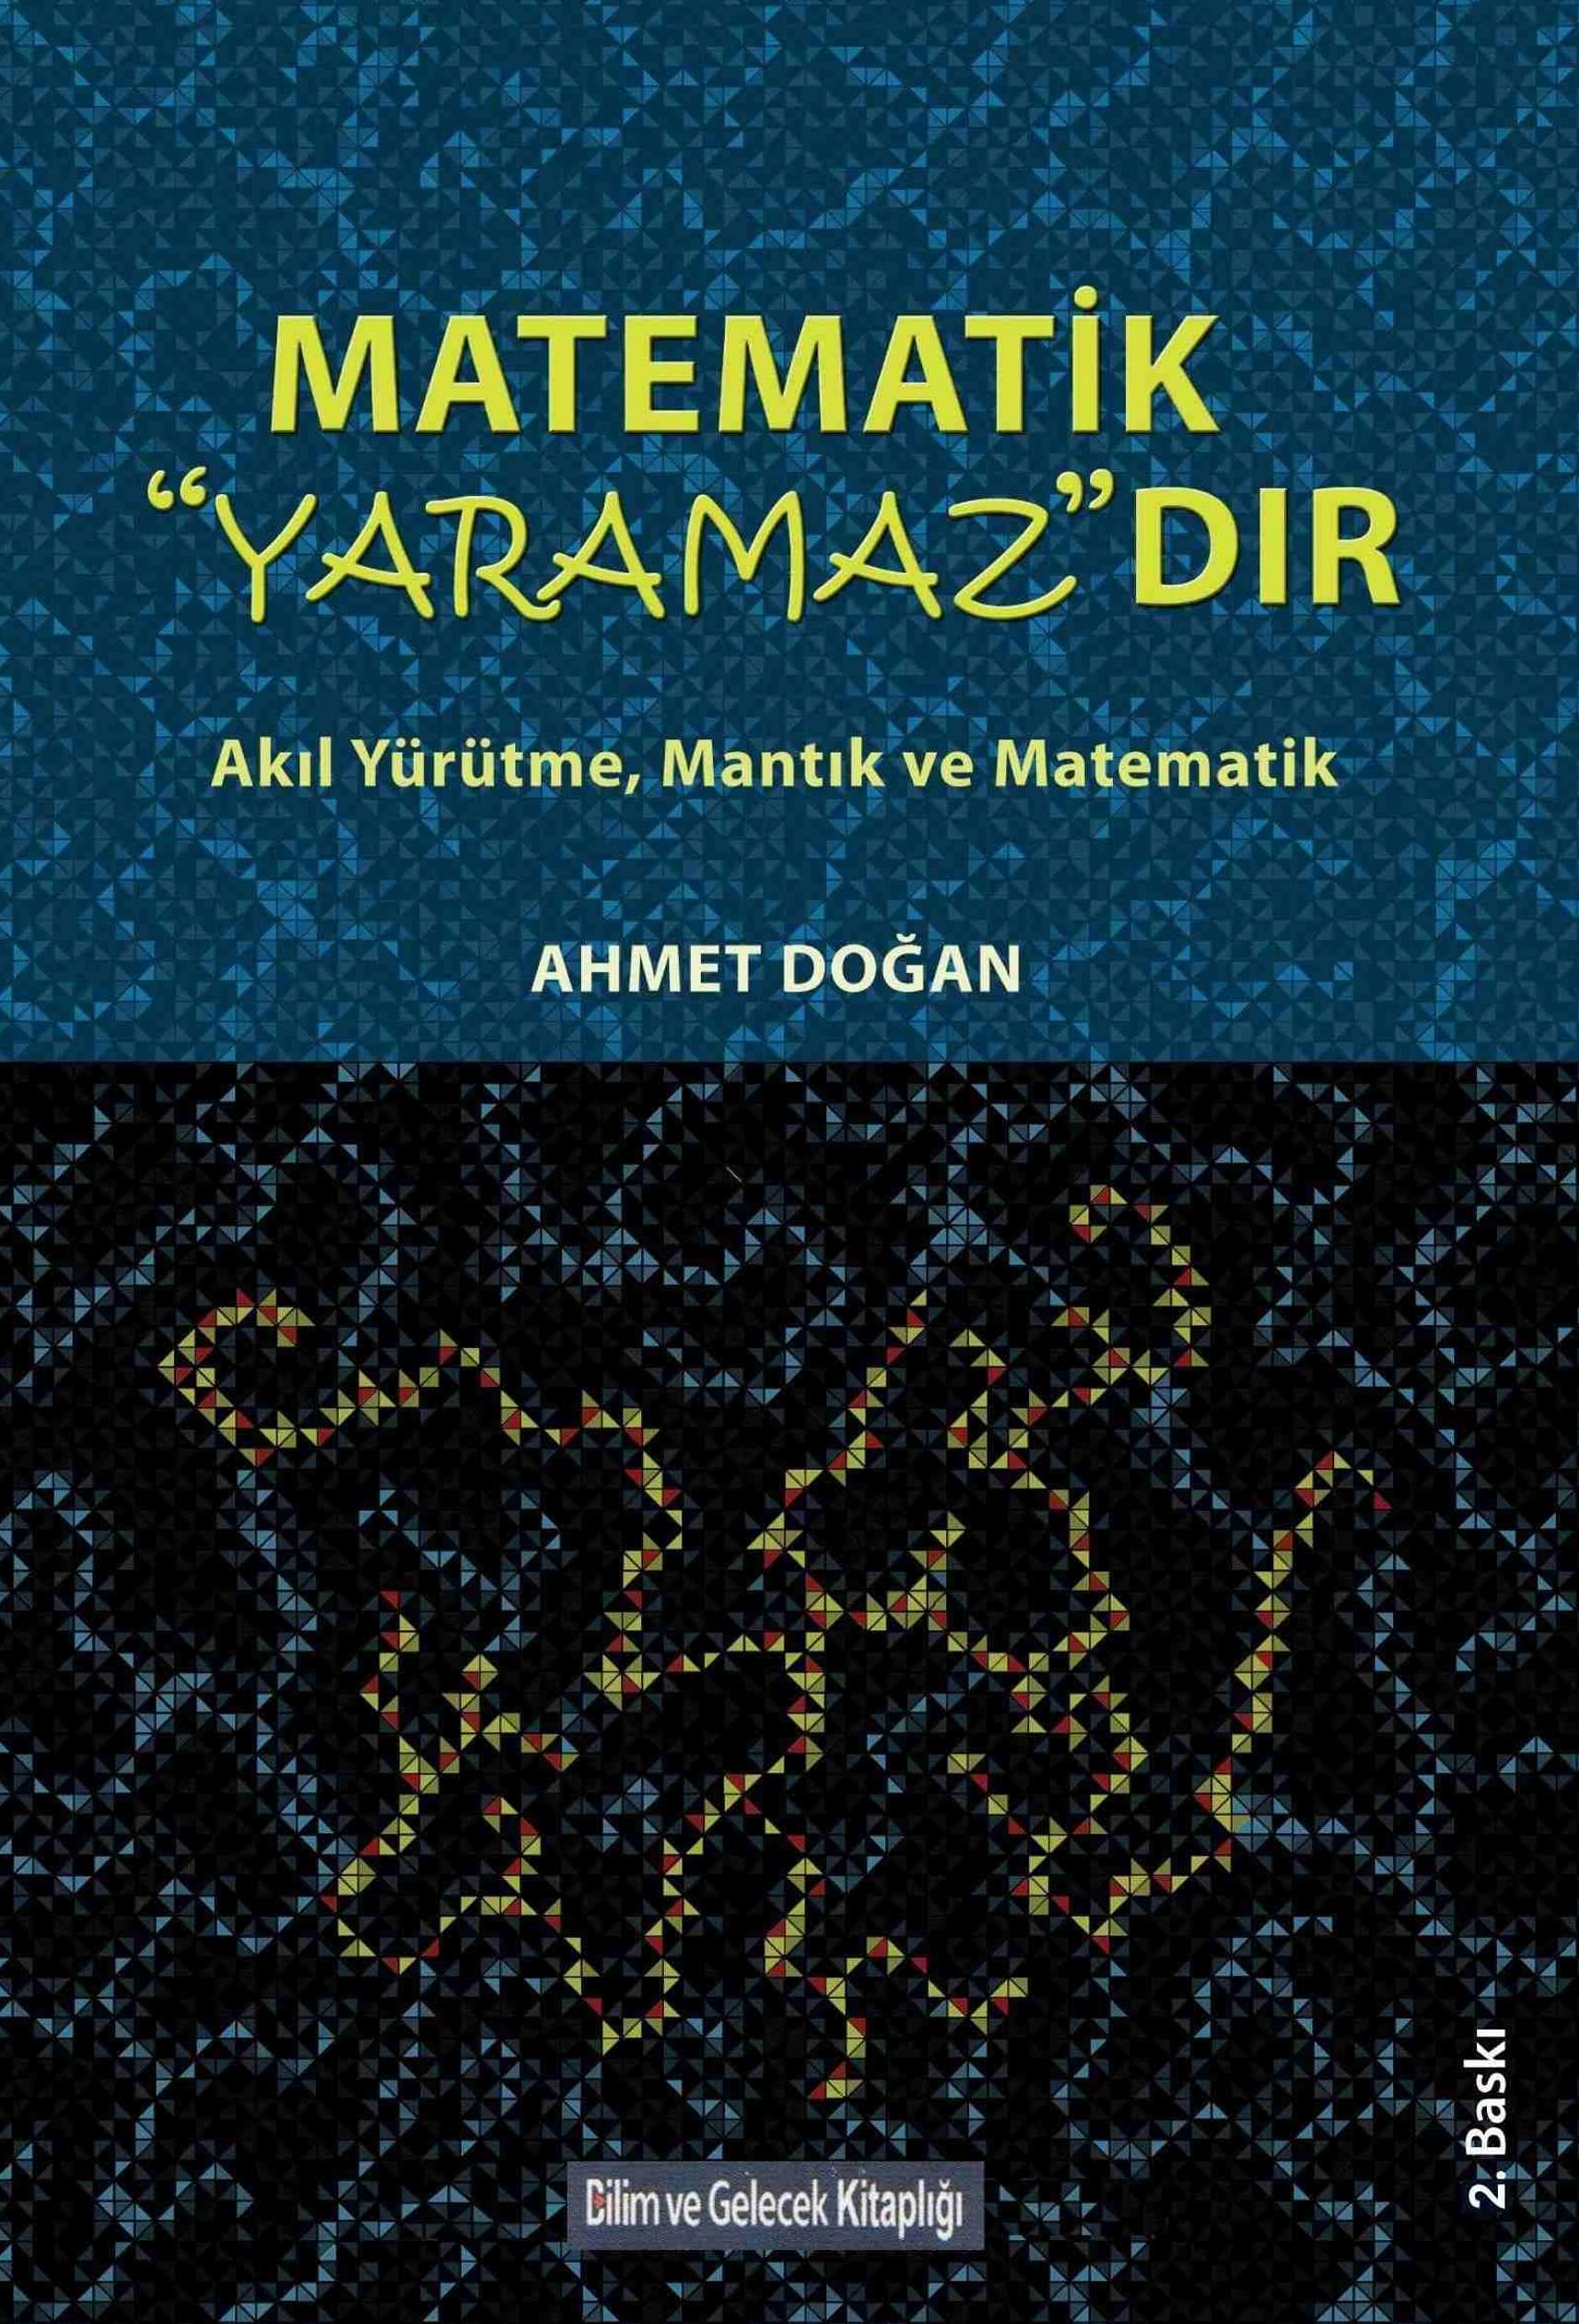 MATEMATİK
“YARAMAZ”DIR
Akıl Yürütme, Mantık ve Matematik
AHMET DOĞAN
2. Baskı
Bilim ve Gelecek Kitaplığı